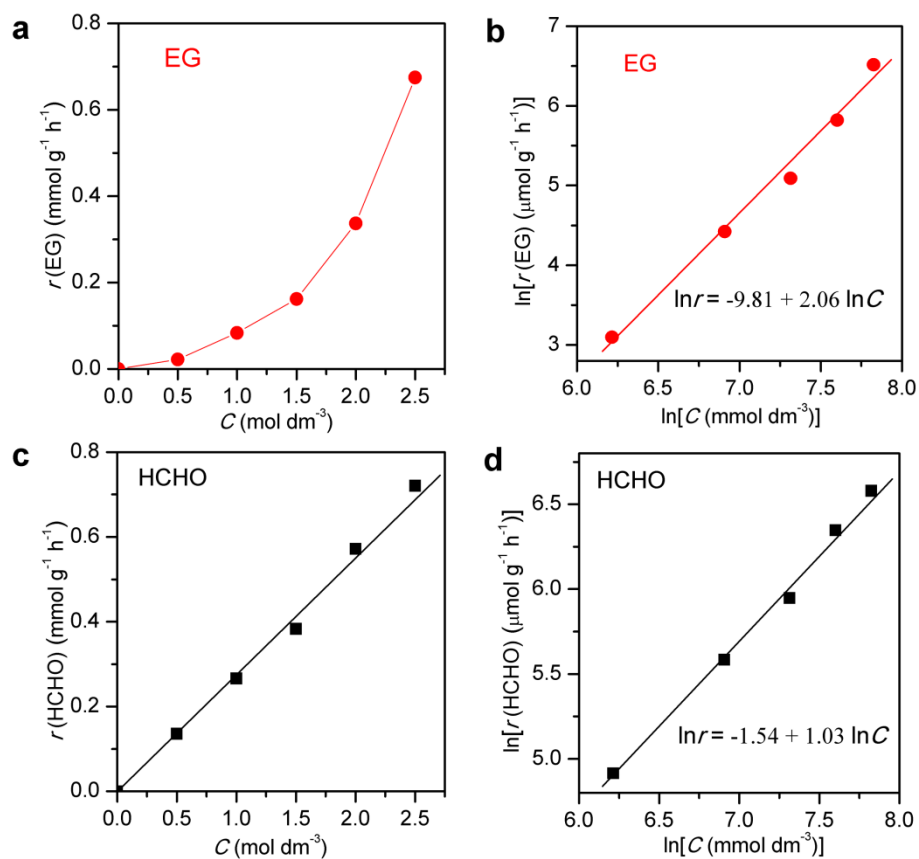 a
EG
r(EG) (mmol g⁻¹ h⁻¹)
0.8
0.6
0.4
0.2
0.0
0.0 0.5 1.0 1.5 2.0 2.5
C (mol dm⁻³)
b
EG
ln[r (EG) (μmol g⁻¹ h⁻¹)]
7
6
5
4
3
lnr = -9.81 + 2.06 lnC
6.0 6.5 7.0 7.5 8.0
ln[C (mmol dm⁻³)]
c
HCHO
r(HCHO) (mmol g⁻¹ h⁻¹)
0.8
0.6
0.4
0.2
0.0
0.0 0.5 1.0 1.5 2.0 2.5
C (mol dm⁻³)
d
HCHO
ln[r (HCHO) (μmol g⁻¹ h⁻¹)]
6.5
6.0
5.5
5.0
lnr = -1.54 + 1.03 lnC
6.0 6.5 7.0 7.5 8.0
ln[C (mmol dm⁻³)]